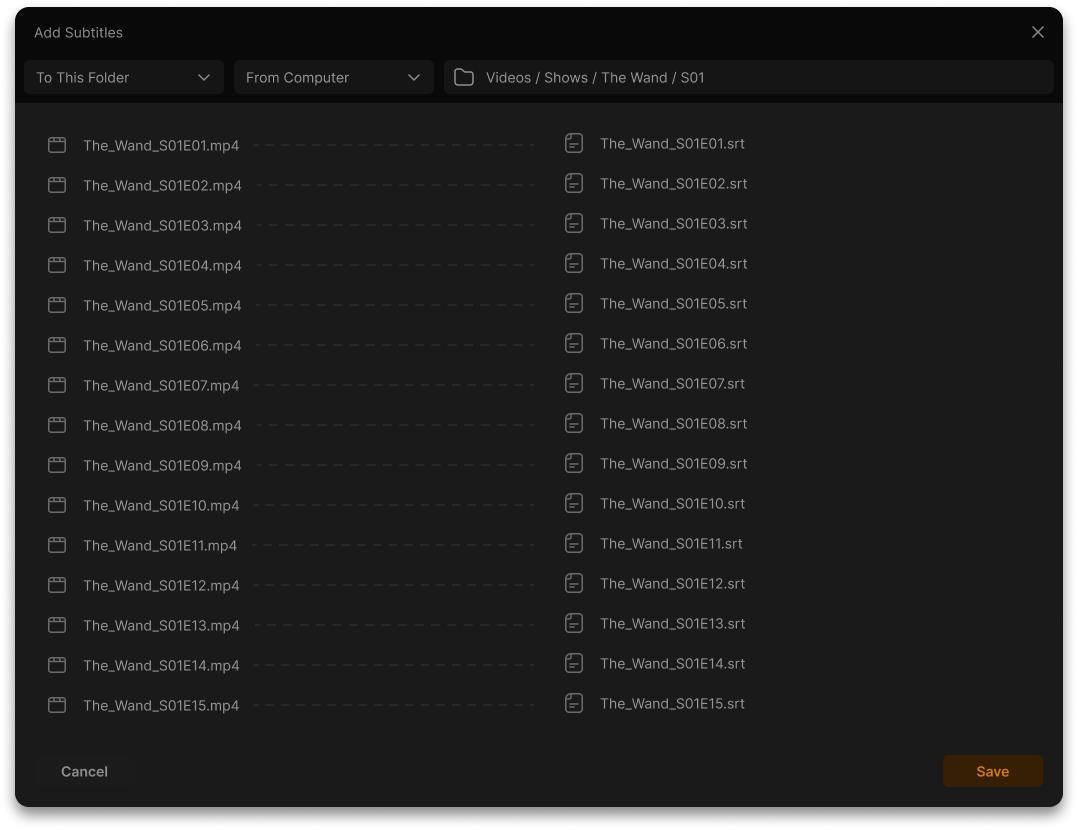 Add Subtitles
To This Folder From Computer Videos / Shows / The Wand / S01
The_Wand_S01E01.mp4 The_Wand_S01E01.srt
The_Wand_S01E02.mp4 The_Wand_S01E02.srt
The_Wand_S01E03.mp4 The_Wand_S01E03.srt
The_Wand_S01E04.mp4 The_Wand_S01E04.srt
The_Wand_S01E05.mp4 The_Wand_S01E05.srt
The_Wand_S01E06.mp4 The_Wand_S01E06.srt
The_Wand_S01E07.mp4 The_Wand_S01E07.srt
The_Wand_S01E08.mp4 The_Wand_S01E08.srt
The_Wand_S01E09.mp4 The_Wand_S01E09.srt
The_Wand_S01E10.mp4 The_Wand_S01E10.srt
The_Wand_S01E11.mp4 The_Wand_S01E11.srt
The_Wand_S01E12.mp4 The_Wand_S01E12.srt
The_Wand_S01E13.mp4 The_Wand_S01E13.srt
The_Wand_S01E14.mp4 The_Wand_S01E14.srt
The_Wand_S01E15.mp4 The_Wand_S01E15.srt
Cancel Save